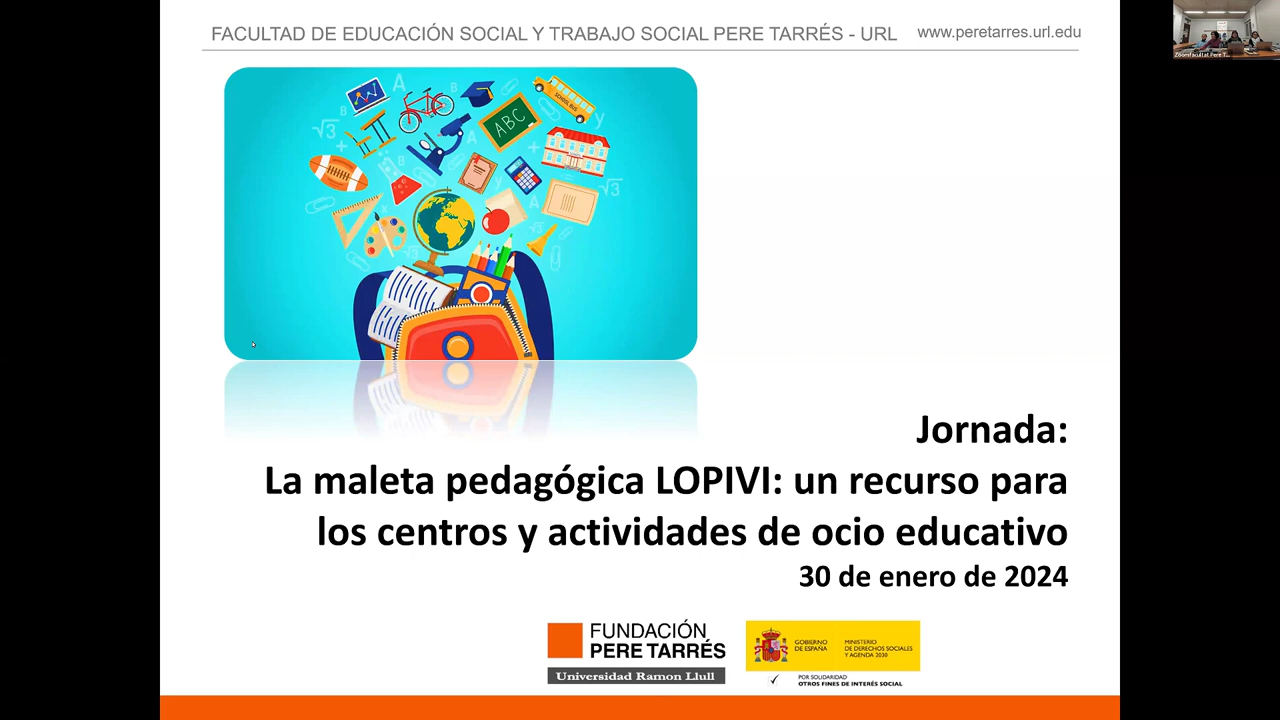 FACULTAD DE EDUCACIÓN SOCIAL Y TRABAJO SOCIAL PERE TARRÉS - URL
www.peretarres.url.edu
SCHOOL BUS
ABC
Jornada:
La maleta pedagógica LOPIVI: un recurso para
los centros y actividades de ocio educativo
30 de enero de 2024
FUNDACIÓN
PERE TARRÉS
Universidad Ramon Llull
GOBIERNO
DE ESPAÑA
MINISTERIO
DE DERECHOS SOCIALES
Y AGENDA 2030
POR SOLIDARIDAD
OTROS FINES DE INTERÉS SOCIAL